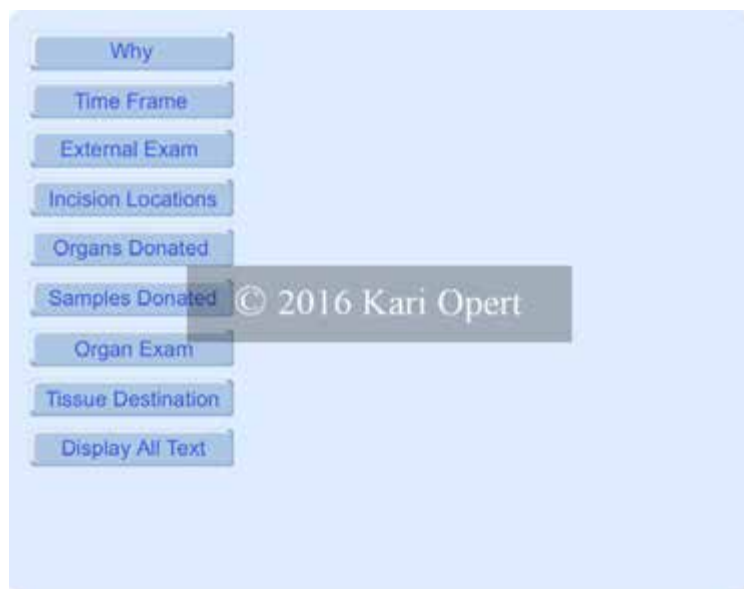 Why
Time Frame
External Exam
Incision Locations
Organs Donated
Samples Donated
© 2016 Kari Opert
Organ Exam
Tissue Destination
Display All Text